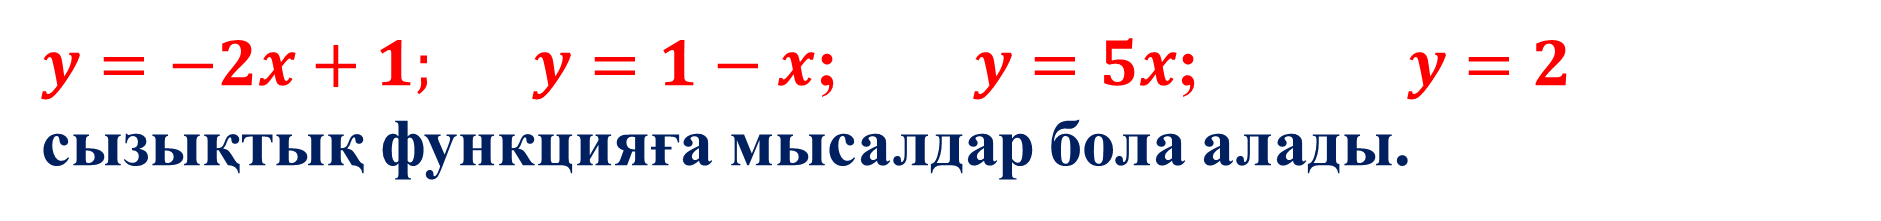 y = −2x + 1; y = 1 − x; y = 5x; y = 2
сызықтық функцияға мысалдар бола алады.